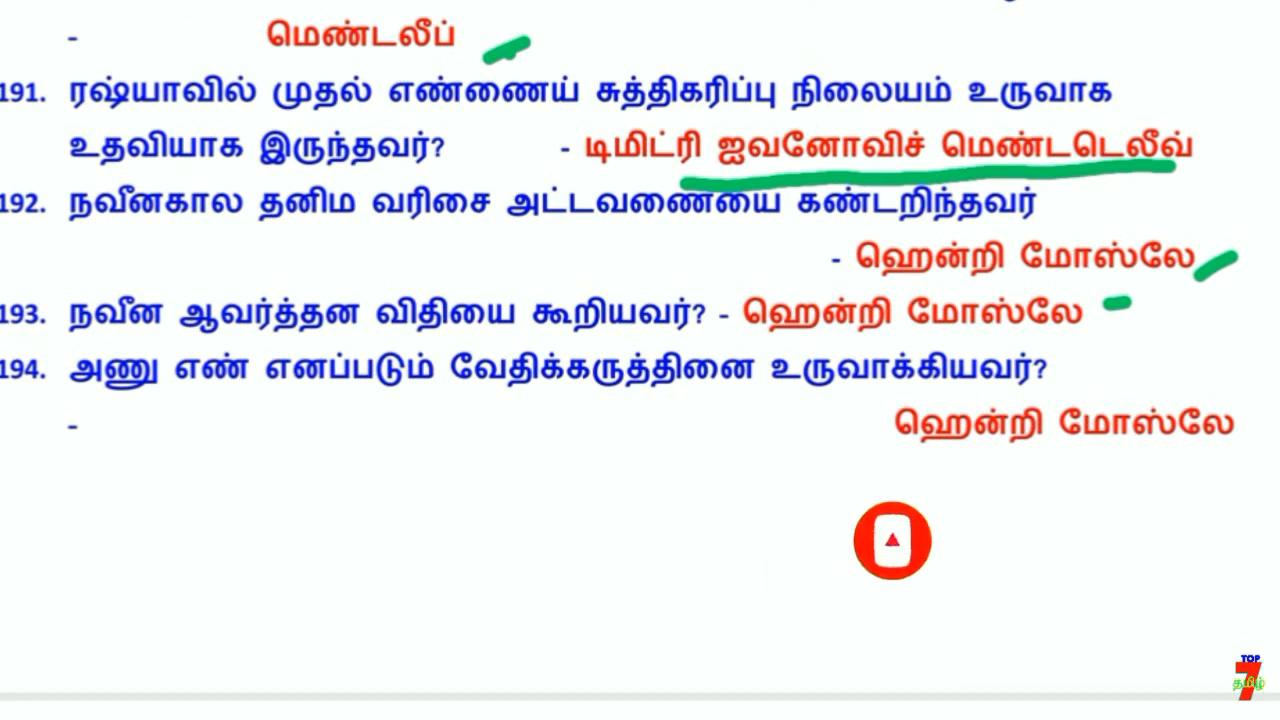 - மெண்டலீப்
191. ரஷ்யாவில் முதல் எண்ணெய் சுத்திகரிப்பு நிலையம் உருவாக
உதவியாக இருந்தவர்? - டிமிட்ரி ஐவனோவிச் மெண்டடெலீவ்
192. நவீனகால தனிம வரிசை அட்டவணையை கண்டறிந்தவர்
- ஹென்றி மோஸ்லே
193. நவீன ஆவர்த்தன விதியை கூறியவர்? - ஹென்றி மோஸ்லே
194. அணு எண் எனப்படும் வேதிக்கருத்தினை உருவாக்கியவர்?
- ஹென்றி மோஸ்லே
TOP
7
தமிழ்